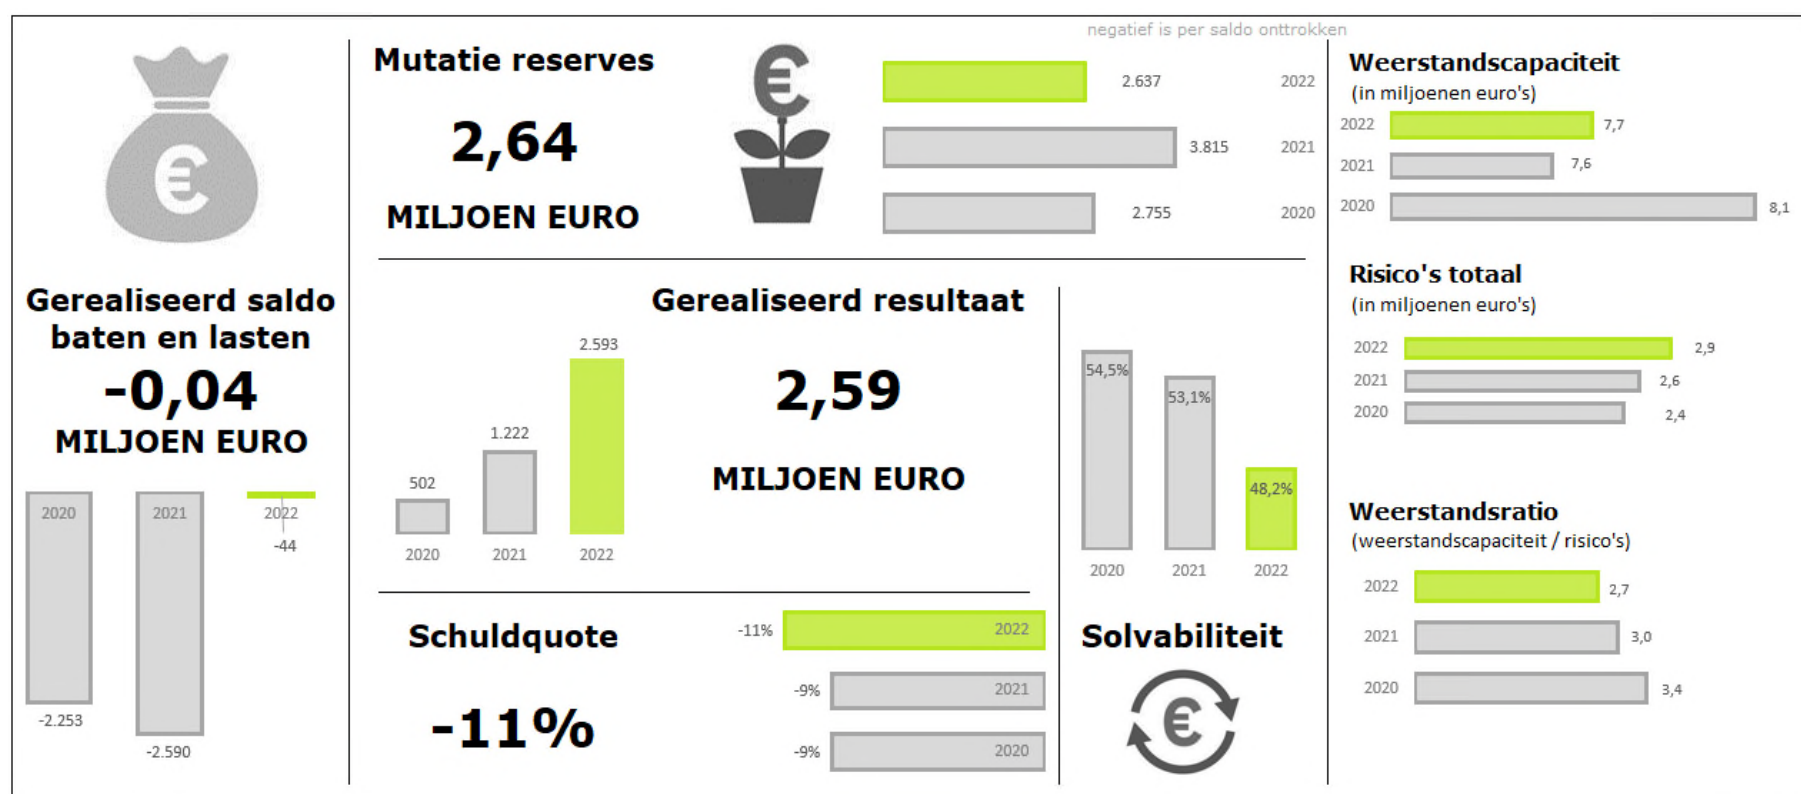 negatief is per saldo onttrokken
Gerealiseerd saldo
baten en lasten
-0,04
MILJOEN EURO
2020
2021
2022
-44
-2.253
-2.590
Mutatie reserves
2,64
MILJOEN EURO
2.637 2022
3.815 2021
2.755 2020
Gerealiseerd resultaat
2,59
MILJOEN EURO
2.593
1.222
502
2020
2021
2022
Schuldquote
-11%
-11% 2022
-9% 2021
-9% 2020
54,5%
53,1%
48,2%
2020
2021
2022
Solvabiliteit
Weerstandscapaciteit
(in miljoenen euro's)
2022 7,7
2021 7,6
2020 8,1
Risico's totaal
(in miljoenen euro's)
2022 2,9
2021 2,6
2020 2,4
Weerstandsratio
(weerstandscapaciteit / risico's)
2022 2,7
2021 3,0
2020 3,4